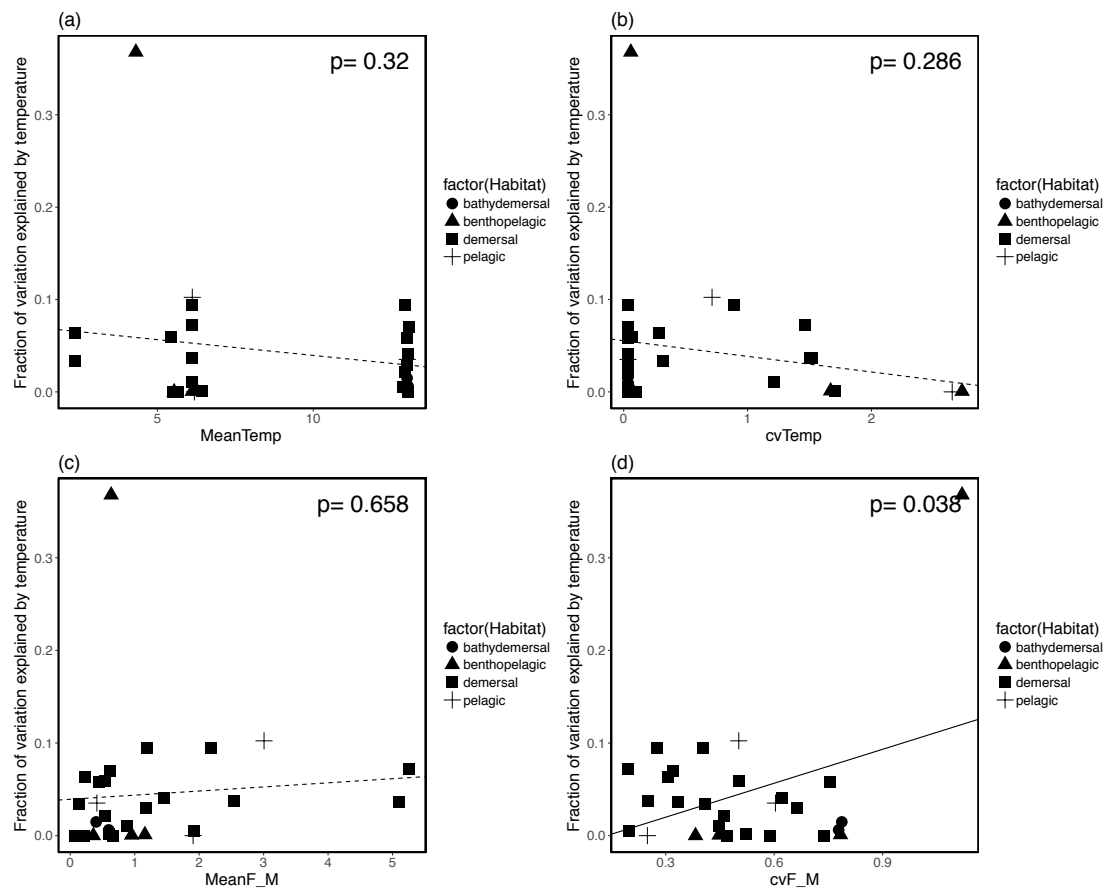 (a)
p= 0.32
Fraction of variation explained by temperature
0.3
0.2
0.1
0.0
5 10
MeanTemp
factor(Habitat)
bathydemersal
benthopelagic
demersal
pelagic
(b)
p= 0.286
Fraction of variation explained by temperature
0.3
0.2
0.1
0.0
0 1 2
cvTemp
factor(Habitat)
bathydemersal
benthopelagic
demersal
pelagic
(c)
p= 0.658
Fraction of variation explained by temperature
0.3
0.2
0.1
0.0
0 1 2 3 4 5
MeanF_M
factor(Habitat)
bathydemersal
benthopelagic
demersal
pelagic
(d)
p= 0.038
Fraction of variation explained by temperature
0.3
0.2
0.1
0.0
0.3 0.6 0.9
cvF_M
factor(Habitat)
bathydemersal
benthopelagic
demersal
pelagic